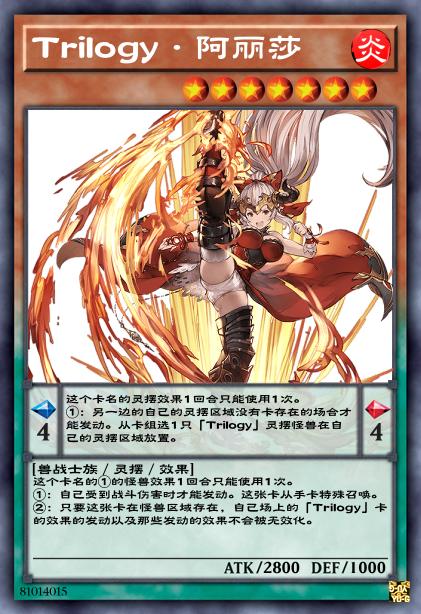 Trilogy·阿丽莎
炎
这个卡名的灵摆效果1回合只能使用1次。
①：另一边的自己的灵摆区域没有卡存在的场合才
能发动。从卡组选1只「Trilogy」灵摆怪兽在自
己的灵摆区域放置。
4
4
[兽战士族 / 灵摆 / 效果]
这个卡名的①的怪兽效果1回合只能使用1次。
①：自己受到战斗伤害时才能发动。这张卡从手卡特殊召唤。
②：只要这张卡在怪兽区域存在，自己场上的「Trilogy」卡
的效果的发动以及那些发动的效果不会被无效化。
ATK/2800 DEF/1000
81014015